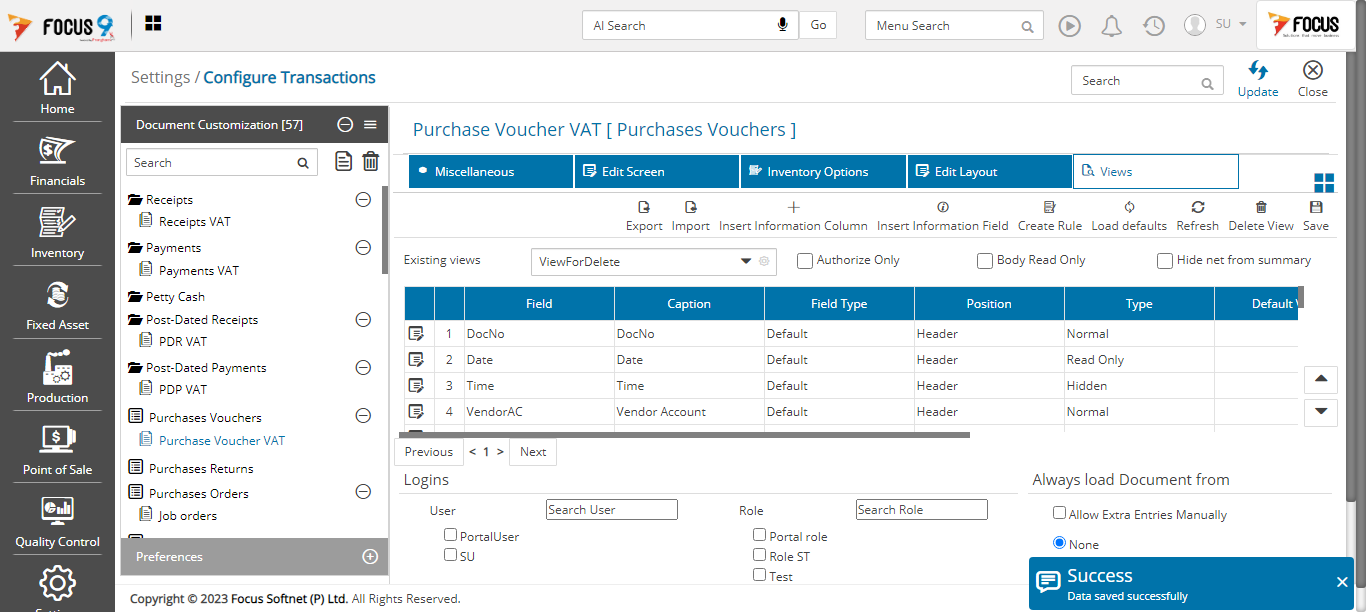 FOCUS 9
AI Search
Go
Menu Search
SU
FOCUS
Home
Financials
Inventory
Fixed Asset
Production
Point of Sale
Quality Control
Settings / Configure Transactions
Search
Update
Close
Document Customization [57]
Search
Receipts
Receipts VAT
Payments
Payments VAT
Petty Cash
Post-Dated Receipts
PDR VAT
Post-Dated Payments
PDP VAT
Purchases Vouchers
Purchase Voucher VAT
Purchases Returns
Purchases Orders
Job orders
Preferences
Purchase Voucher VAT [ Purchases Vouchers ]
Miscellaneous
Edit Screen
Inventory Options
Edit Layout
Views
Export
Import
Insert Information Column
Insert Information Field
Create Rule
Load defaults
Refresh
Delete View
Save
Existing views
ViewForDelete
Authorize Only
Body Read Only
Hide net from summary
Field Caption Field Type Position Type Default
1 DocNo DocNo Default Header Normal
2 Date Date Default Header Read Only
3 Time Time Default Header Hidden
4 VendorAC Vendor Account Default Header Normal
Previous < 1 > Next
Logins
User
Search User
PortalUser
SU
Role
Search Role
Portal role
Role ST
Test
Always load Document from
Allow Extra Entries Manually
None
Success
Data saved successfully
Copyright © 2023 Focus Softnet (P) Ltd. All Rights Reserved.